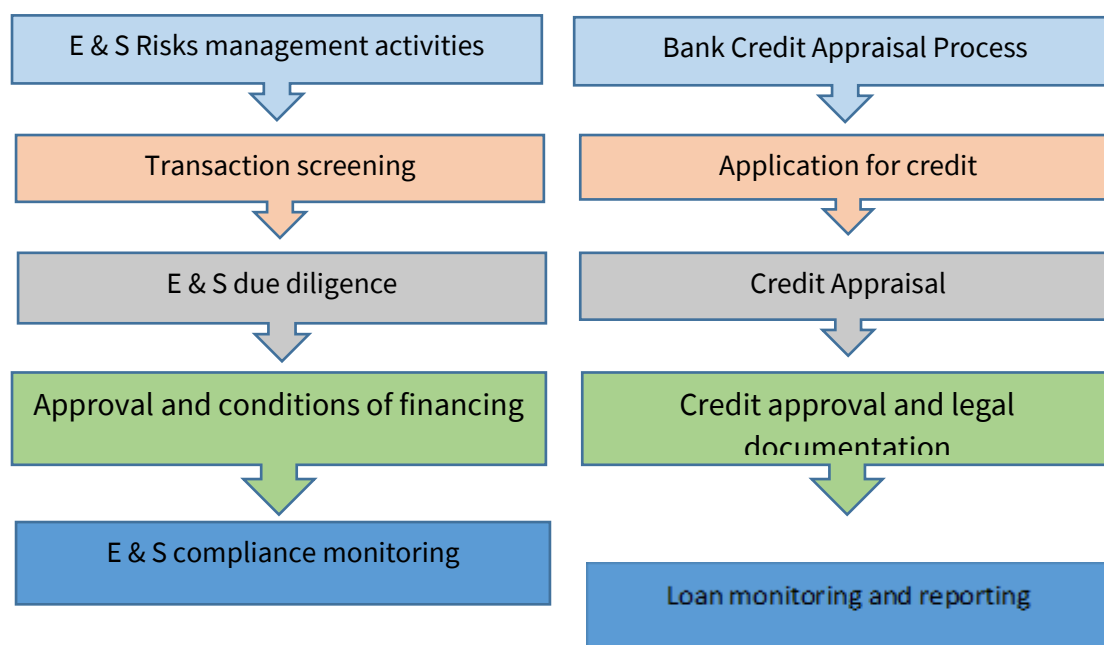 E & S Risks management activities
Bank Credit Appraisal Process
Transaction screening
Application for credit
E & S due diligence
Credit Appraisal
Approval and conditions of financing
Credit approval and legal
documentation
E & S compliance monitoring
Loan monitoring and reporting